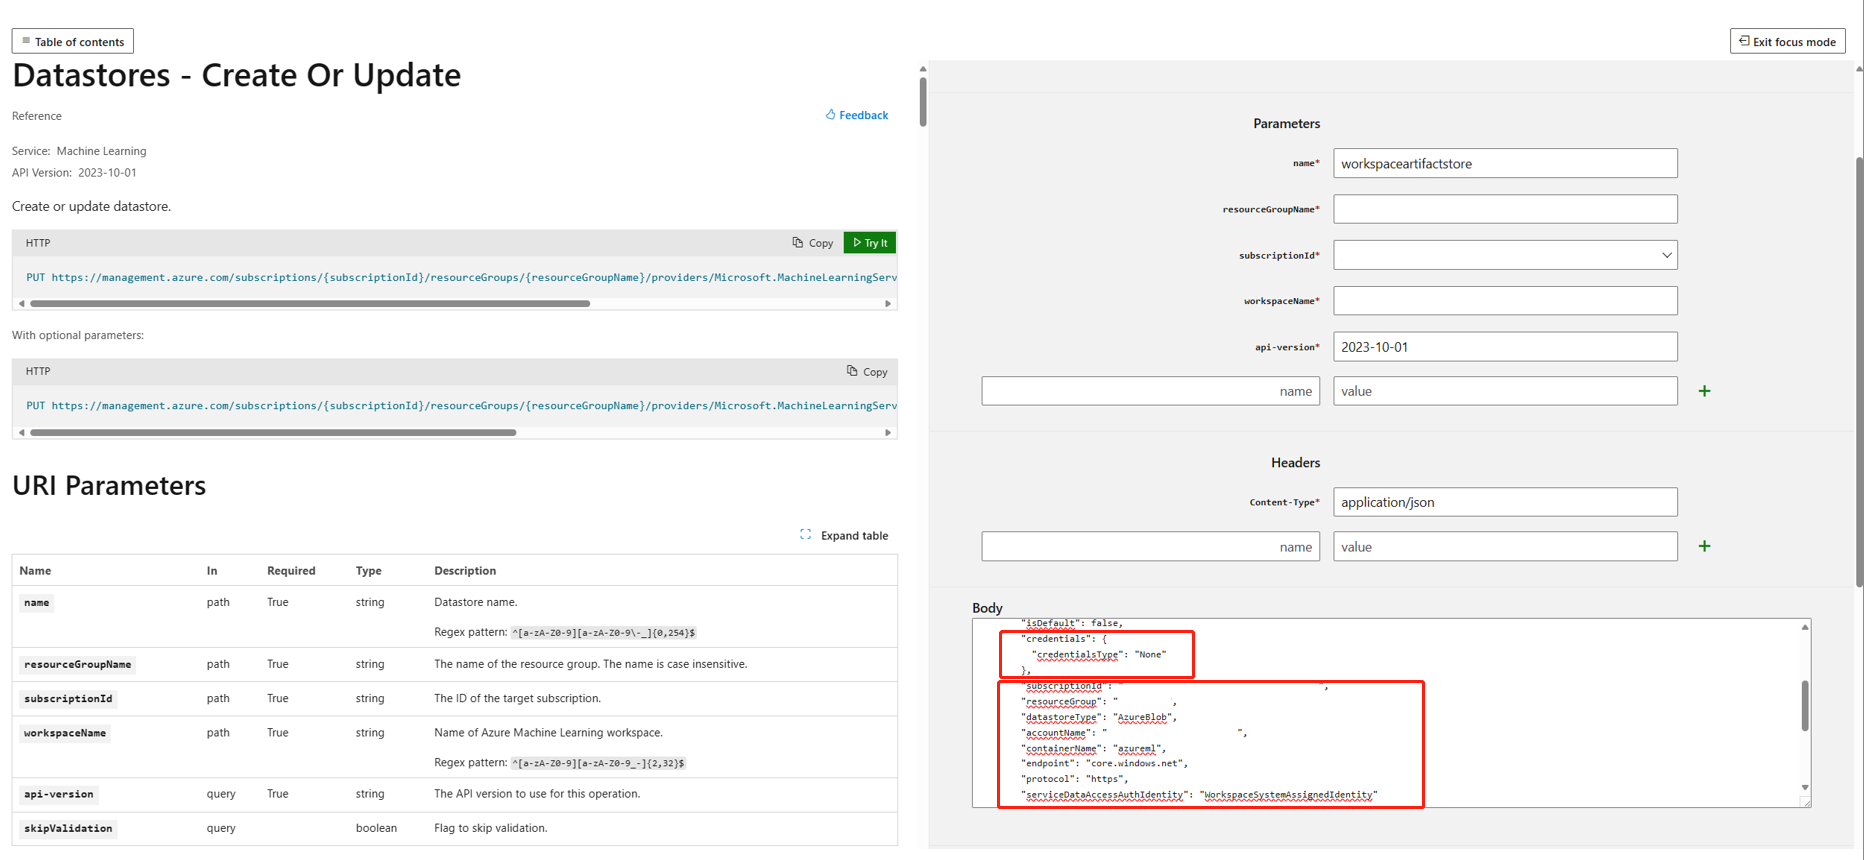 Table of contents
Exit focus mode
Datastores - Create Or Update
Reference
Feedback
Service: Machine Learning
API Version: 2023-10-01
Create or update datastore.
HTTP
Copy
Try It
PUT https://management.azure.com/subscriptions/{subscriptionId}/resourceGroups/{resourceGroupName}/providers/Microsoft.MachineLearningServ
With optional parameters:
HTTP
Copy
PUT https://management.azure.com/subscriptions/{subscriptionId}/resourceGroups/{resourceGroupName}/providers/Microsoft.MachineLearningServ
URI Parameters
Expand table
Name In Required Type Description
name path True string Datastore name.
Regex pattern: ^[a-zA-Z0-9][a-zA-Z0-9\-_]{0,254}$
resourceGroupName path True string The name of the resource group. The name is case insensitive.
subscriptionId path True string The ID of the target subscription.
workspaceName path True string Name of Azure Machine Learning workspace.
Regex pattern: ^[a-zA-Z0-9][a-zA-Z0-9_-]{2,32}$
api-version query True string The API version to use for this operation.
skipValidation query boolean Flag to skip validation.
Parameters
name* workspaceartifactstore
resourceGroupName*
subscriptionId*
workspaceName*
api-version* 2023-10-01
name value
Headers
Content-Type* application/json
name value
Body
"isDefault": false,
"credentials": {
"credentialsType": "None"
},
"subscriptionId": " ",
"resourceGroup": " ,
"datastoreType": "AzureBlob",
"accountName": " ",
"containerName": "azureml",
"endpoint": "core.windows.net",
"protocol": "https",
"serviceDataAccessAuthIdentity": "WorkspaceSystemAssignedIdentity"